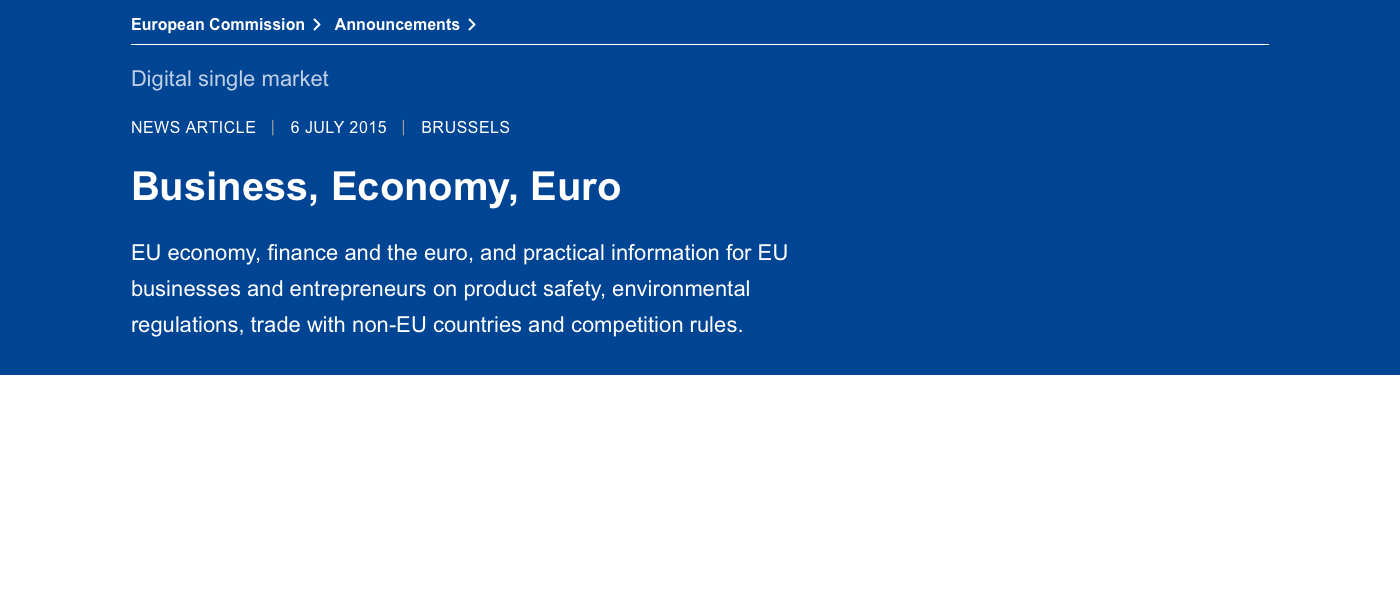 European Commission > Announcements >
Digital single market
NEWS ARTICLE | 6 JULY 2015 | BRUSSELS
Business, Economy, Euro
EU economy, finance and the euro, and practical information for EU
businesses and entrepreneurs on product safety, environmental
regulations, trade with non-EU countries and competition rules.